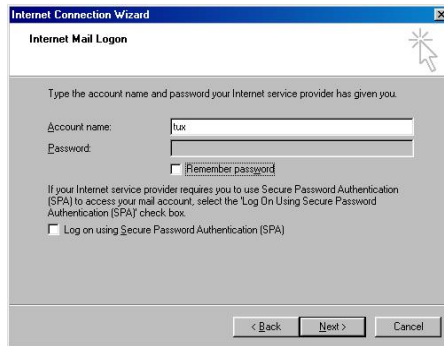 Internet Connection Wizard
Internet Mail Logon
Type the account name and password your Internet service provider has given you.
Account name: tux
Password:
Remember password
If your Internet service provider requires you to use Secure Password Authentication
(SPA) to access your mail account, select the 'Log On Using Secure Password
Authentication (SPA)' check box.
Log on using Secure Password Authentication (SPA)
< Back Next > Cancel